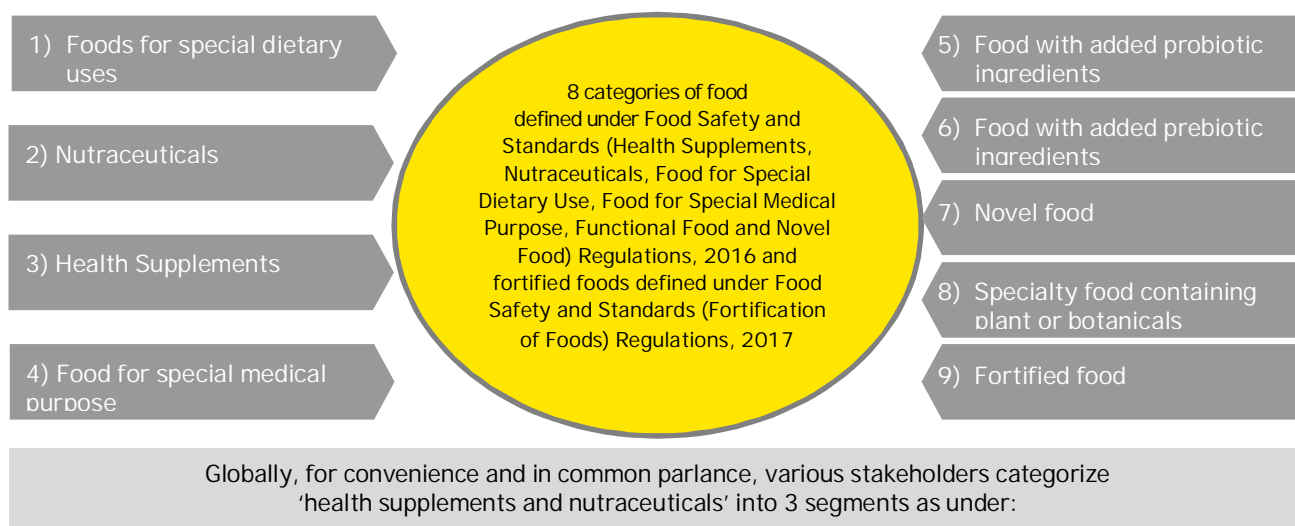 1) Foods for special dietary
uses
2) Nutraceuticals
3) Health Supplements
4) Food for special medical
purpose
8 categories of food
defined under Food Safety and
Standards (Health Supplements,
Nutraceuticals, Food for Special
Dietary Use, Food for Special Medical
Purpose, Functional Food and Novel
Food) Regulations, 2016 and
fortified foods defined under Food
Safety and Standards (Fortification
of Foods) Regulations, 2017
5) Food with added probiotic
ingredients
6) Food with added prebiotic
ingredients
7) Novel food
8) Specialty food containing
plant or botanicals
9) Fortified food
Globally, for convenience and in common parlance, various stakeholders categorize
‘health supplements and nutraceuticals’ into 3 segments as under: